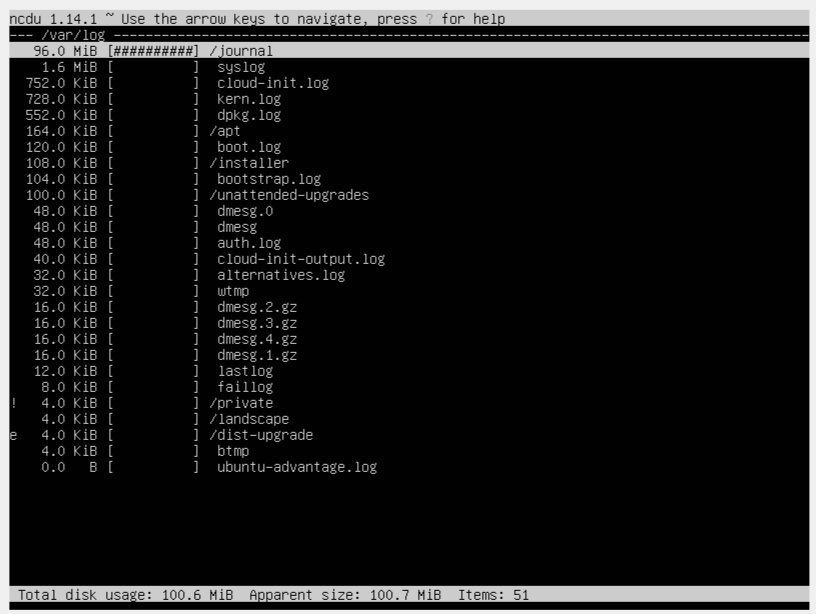 ncdu 1.14.1 ~ Use the arrow keys to navigate, press ? for help
--- /var/log ---------------------------------------------------------------------------------------
   96.0 MiB [##########] /journal
    1.6 MiB [          ]  syslog
  752.0 KiB [          ]  cloud-init.log
  728.0 KiB [          ]  kern.log
  552.0 KiB [          ]  dpkg.log
  164.0 KiB [          ] /apt
  120.0 KiB [          ]  boot.log
  108.0 KiB [          ] /installer
  104.0 KiB [          ]  bootstrap.log
  100.0 KiB [          ] /unattended-upgrades
   48.0 KiB [          ]  dmesg.0
   48.0 KiB [          ]  dmesg
   48.0 KiB [          ]  auth.log
   40.0 KiB [          ]  cloud-init-output.log
   32.0 KiB [          ]  alternatives.log
   32.0 KiB [          ]  wtmp
   16.0 KiB [          ]  dmesg.2.gz
   16.0 KiB [          ]  dmesg.3.gz
   16.0 KiB [          ]  dmesg.4.gz
   16.0 KiB [          ]  dmesg.1.gz
   12.0 KiB [          ]  lastlog
    8.0 KiB [          ]  faillog
!   4.0 KiB [          ] /private
    4.0 KiB [          ] /landscape
e   4.0 KiB [          ] /dist-upgrade
    4.0 KiB [          ]  btmp
    0.0   B [          ]  ubuntu-advantage.log
 Total disk usage: 100.6 MiB  Apparent size: 100.7 MiB  Items: 51